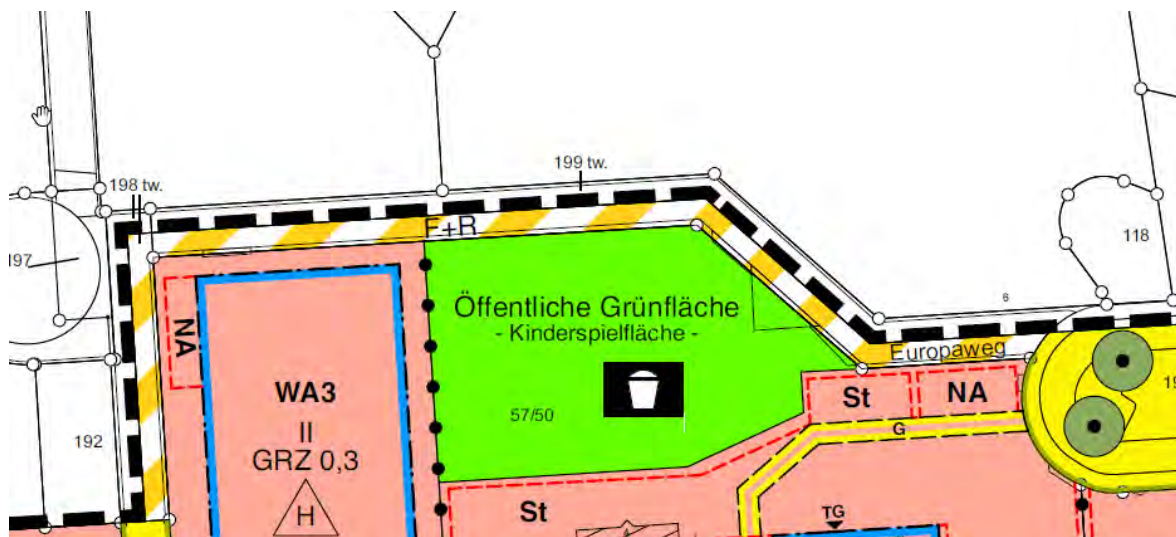 199 tw.
198 tw.
F+R
118
197
6
Öffentliche Grünfläche
- Kinderspielfläche -
NA
Europaweg
WA3
St
NA
57/50
G
II
192
GRZ 0,3
H
St
TG